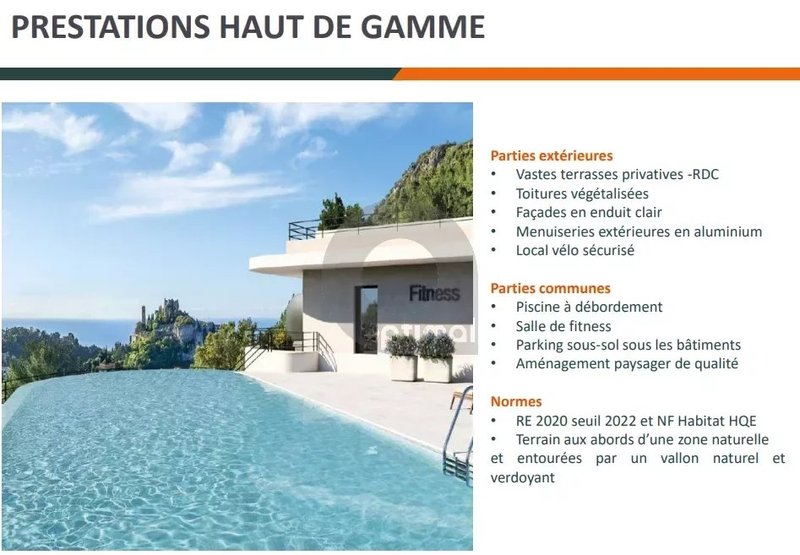 PRESTATIONS HAUT DE GAMME
Fitness
optimal
Parties extérieures
• Vastes terrasses privatives -RDC
• Toitures végétalisées
• Façades en enduit clair
• Menuiseries extérieures en aluminium
• Local vélo sécurisé
Parties communes
• Piscine à débordement
• Salle de fitness
• Parking sous-sol sous les bâtiments
• Aménagement paysager de qualité
Normes
• RE 2020 seuil 2022 et NF Habitat HQE
• Terrain aux abords d’une zone naturelle
et entourées par un vallon naturel et
verdoyant